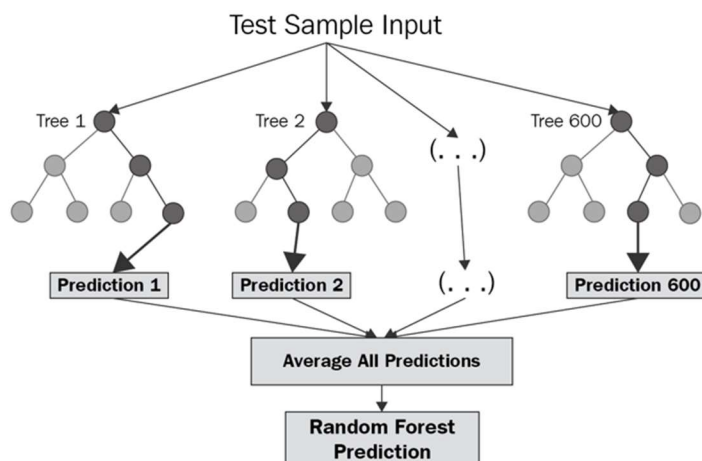 Test Sample Input
Tree 1
Tree 2
Tree 600
(. . .)
(. . .)
Prediction 1
Prediction 2
Prediction 600
Average All Predictions
Random Forest
Prediction